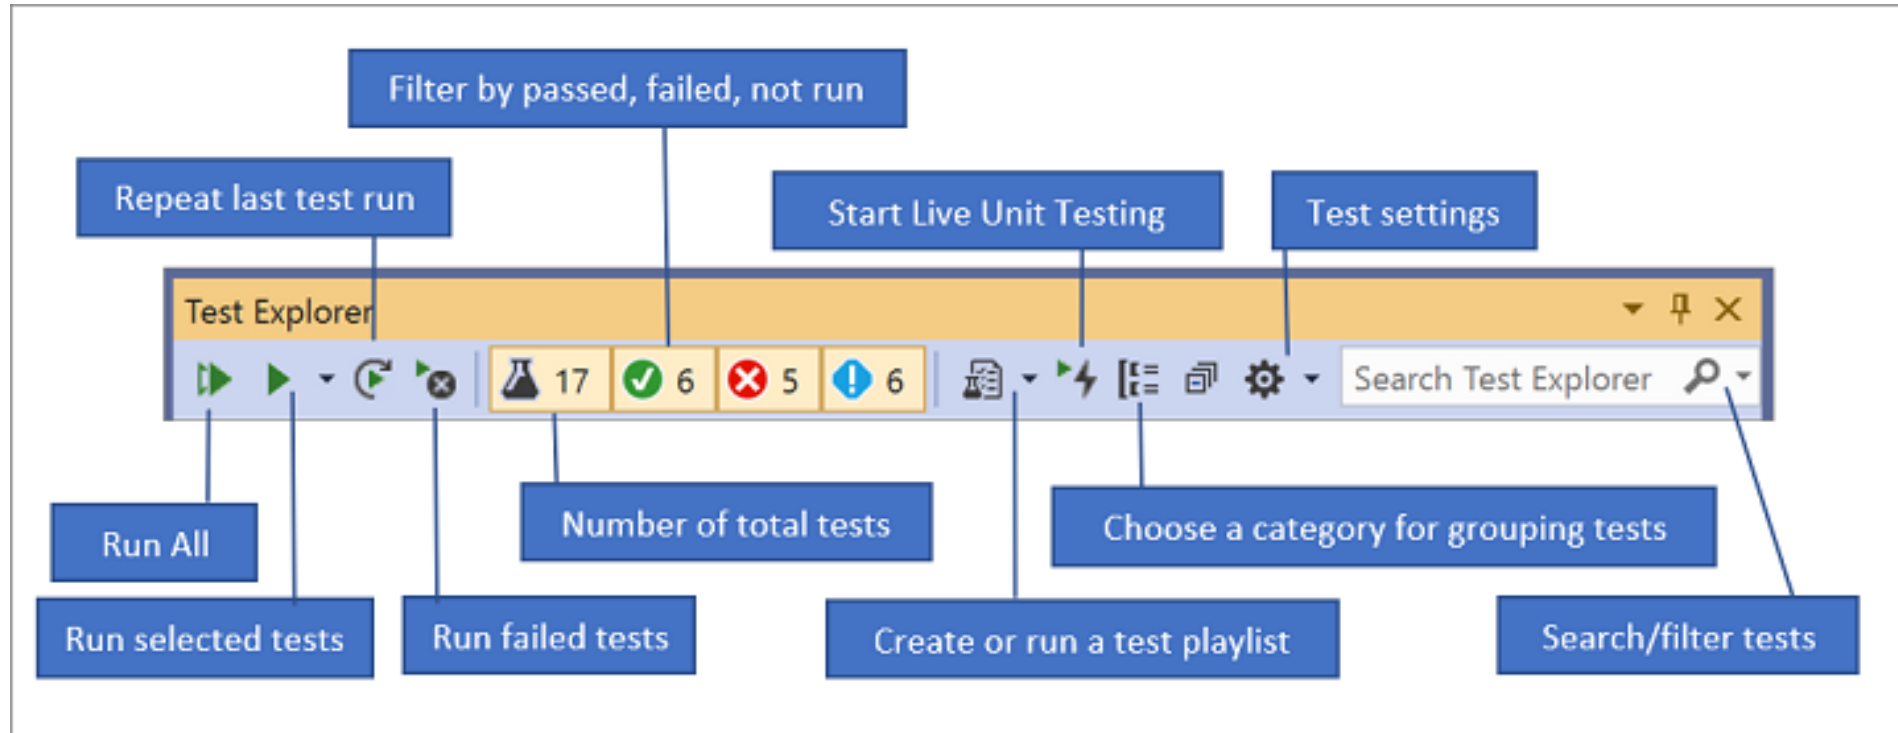 Filter by passed, failed, not run
Repeat last test run
Start Live Unit Testing
Test settings
Test Explorer
17
6
5
6
Search Test Explorer
Number of total tests
Choose a category for grouping tests
Run All
Run selected tests
Run failed tests
Create or run a test playlist
Search/filter tests